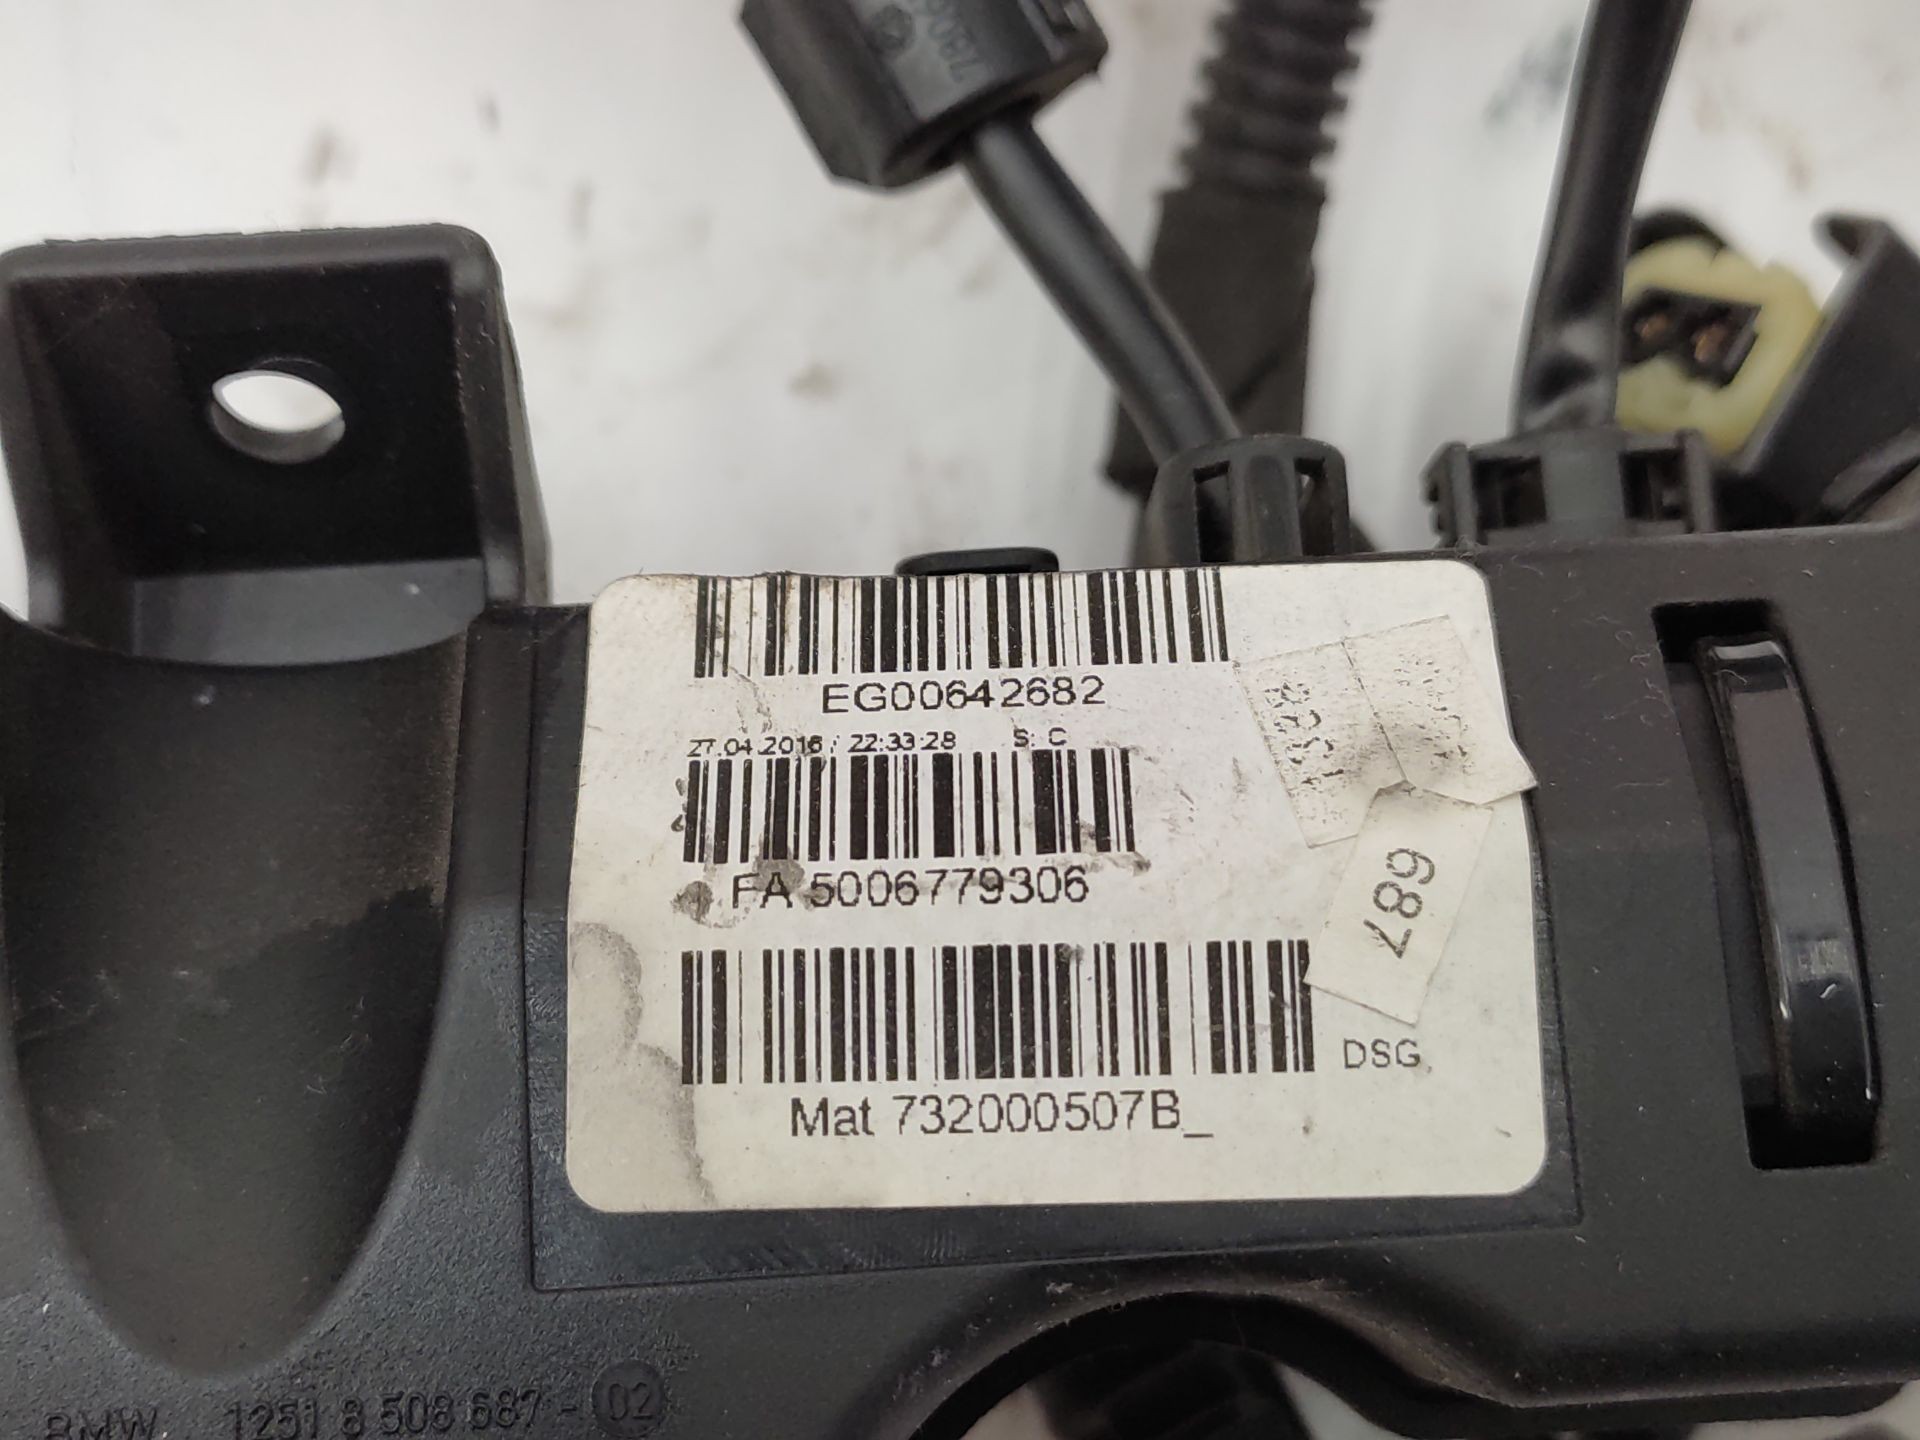 EG00642682
27.04.2016 / 22:33:28 S: C
FA 5006779306
687
DSG
Mat 732000507B_
BMW 1251 8 508 687 - 02